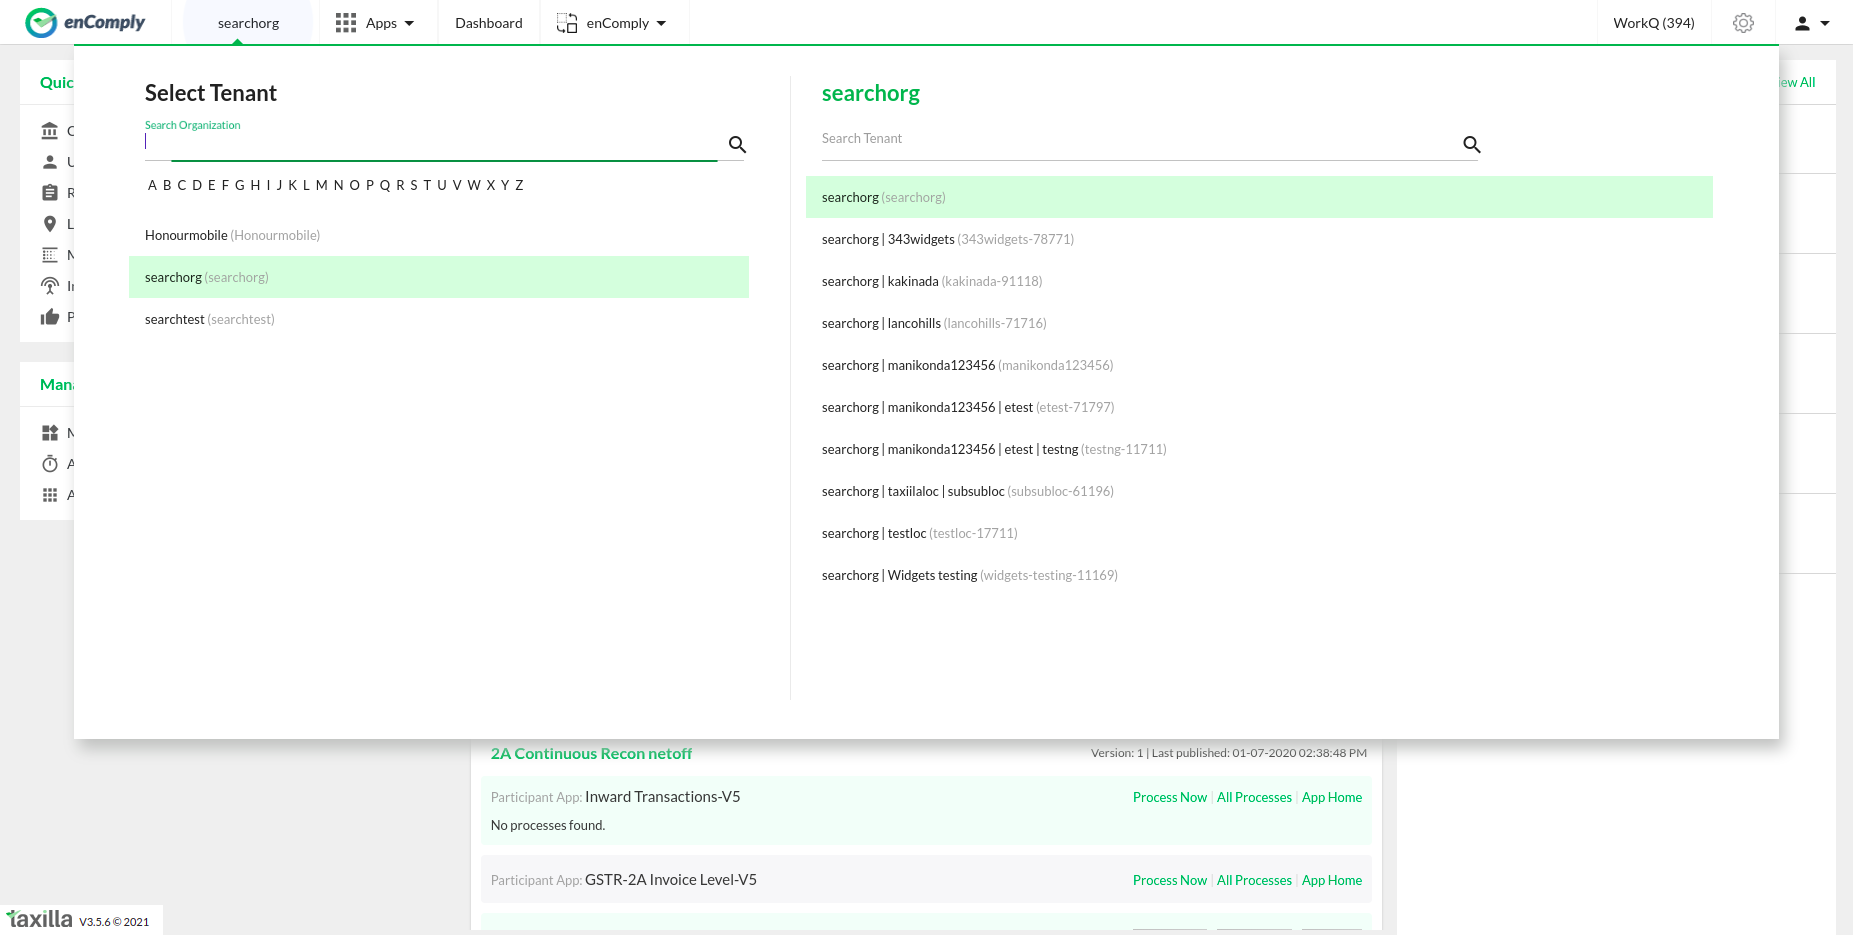 enComply searchorg Apps Dashboard enComply WorkQ (394)
Select Tenant
Search Organization
A B C D E F G H I J K L M N O P Q R S T U V W X Y Z
Honourmobile (Honourmobile)
searchorg (searchorg)
searchtest (searchtest)
searchorg
Search Tenant
searchorg (searchorg)
searchorg | 343widgets (343widgets-78771)
searchorg | kakinada (kakinada-91118)
searchorg | lancohills (lancohills-71716)
searchorg | manikonda123456 (manikonda123456)
searchorg | manikonda123456 | etest (etest-71797)
searchorg | manikonda123456 | etest | testng (testng-11711)
searchorg | taxiilaloc | subsubloc (subsubloc-61196)
searchorg | testloc (testloc-17711)
searchorg | Widgets testing (widgets-testing-11169)
Quic
U
R
L
P
Mana
A
A
ew All
2A Continuous Recon netoff Version: 1 | Last published: 01-07-2020 02:38:48 PM
Participant App: Inward Transactions-V5 Process Now | All Processes | App Home
No processes found.
Participant App: GSTR-2A Invoice Level-V5 Process Now | All Processes | App Home
taxilla V3.5.6 © 2021